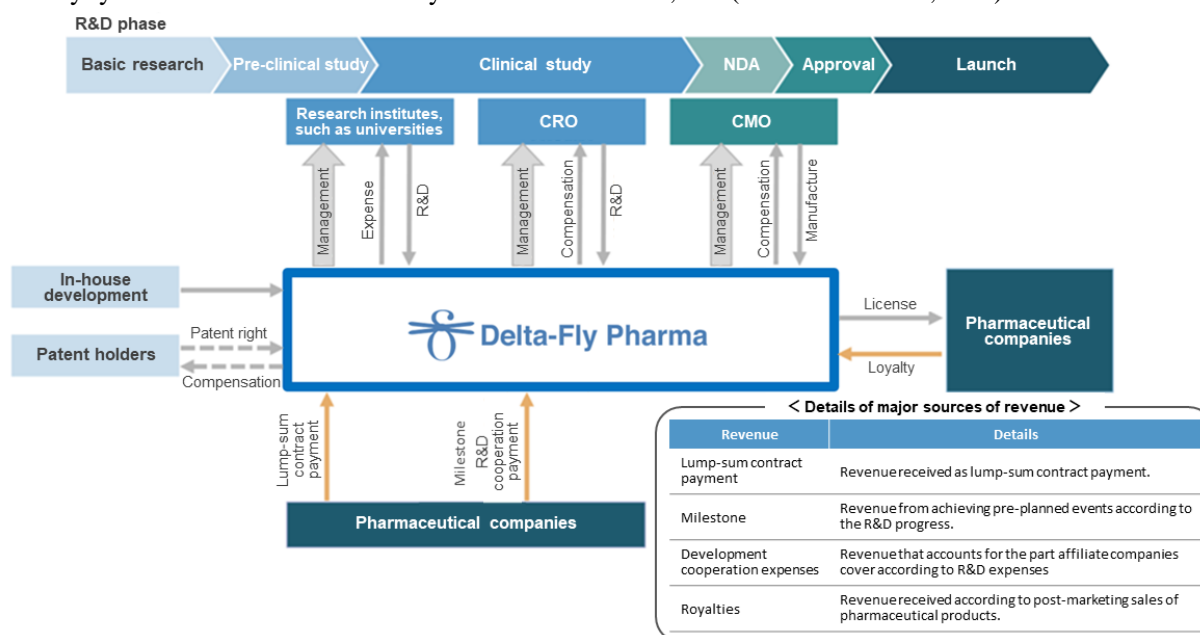 R&D phase
Basic research
Pre-clinical study
Clinical study
NDA
Approval
Launch
Research institutes,
such as universities
CRO
CMO
Management
Expense
R&D
Management
Compensation
R&D
Management
Compensation
Manufacture
In-house
development
Patent holders
Patent right
Compensation
Delta-Fly Pharma
License
Loyalty
Pharmaceutical
companies
Lump-sum
contract
payment
Milestone
R&D
cooperation
payment
Pharmaceutical companies
< Details of major sources of revenue >
Revenue Details
Lump-sum contract
payment
Revenue received as lump-sum contract payment.
Milestone
Revenue from achieving pre-planned events according to
the R&D progress.
Development
cooperation expenses
Revenue that accounts for the part affiliate companies
cover according to R&D expenses
Royalties
Revenue received according to post-marketing sales of
pharmaceutical products.